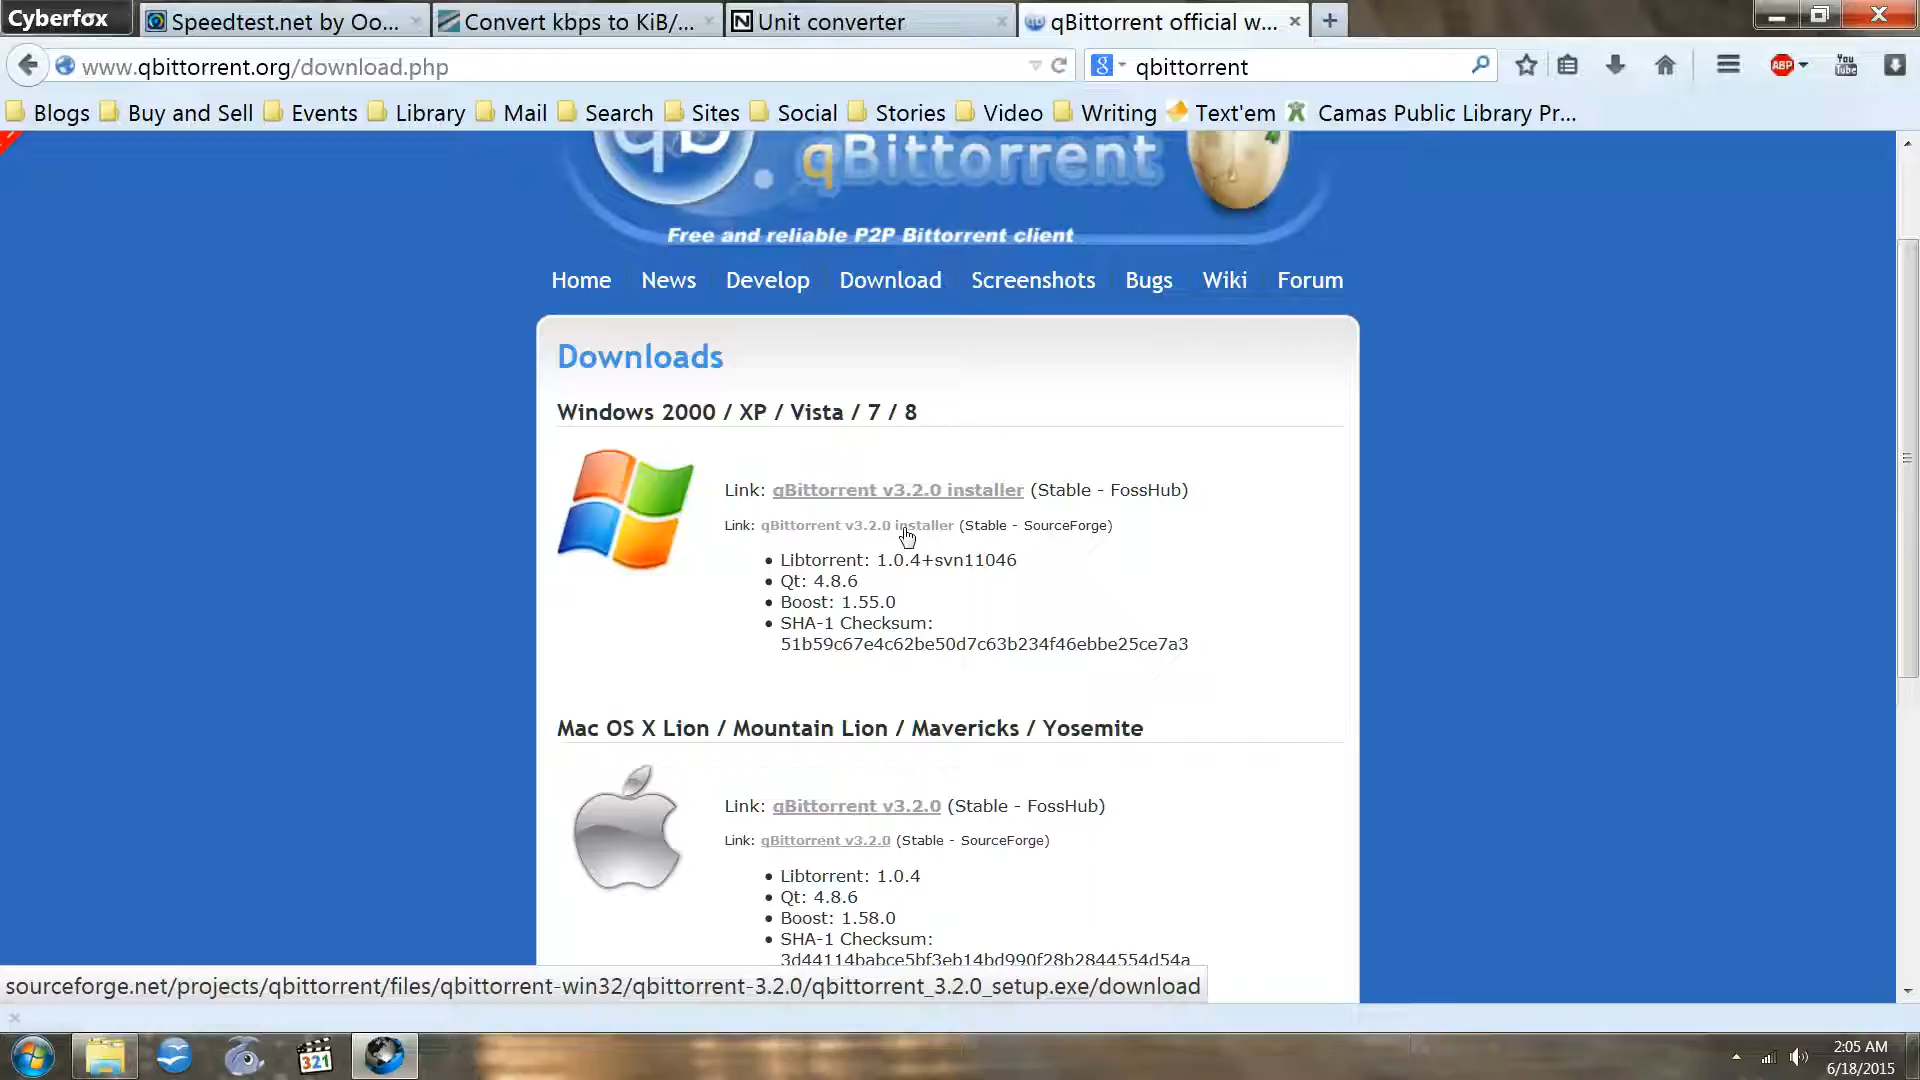 Cyberfox
Speedtest.net by Oo...
Convert kbps to KiB/...
N Unit converter
qBittorrent official w...
www.qbittorrent.org/download.php
8 qbittorrent
ABP
You Tube
Blogs Buy and Sell Events Library Mail Search Sites Social Stories Video Writing Text'em Camas Public Library Pr...
qb qBittorrent
Free and reliable P2P Bittorrent client
Home News Develop Download Screenshots Bugs Wiki Forum
Downloads
Windows 2000 / XP / Vista / 7 / 8
Link: qBittorrent v3.2.0 installer (Stable - FossHub)
Link: qBittorrent v3.2.0 installer (Stable - SourceForge)
Libtorrent: 1.0.4+svn11046
Qt: 4.8.6
Boost: 1.55.0
SHA-1 Checksum:
51b59c67e4c62be50d7c63b234f46ebbe25ce7a3
Mac OS X Lion / Mountain Lion / Mavericks / Yosemite
Link: qBittorrent v3.2.0 (Stable - FossHub)
Link: qBittorrent v3.2.0 (Stable - SourceForge)
Libtorrent: 1.0.4
Qt: 4.8.6
Boost: 1.58.0
SHA-1 Checksum:
3d44114babce5bf3eb14bd990f28b2844554d54a
sourceforge.net/projects/qbittorrent/files/qbittorrent-win32/qbittorrent-3.2.0/qbittorrent_3.2.0_setup.exe/download
321
2:05 AM
6/18/2015